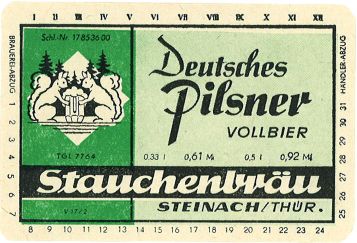 I II III IV V VI VII VIII IX X XI XII
BRAUEREI-ABZUG 1 2 3 4 5 6 7
Schl.-Nr. 17853600
Deutsches
Pilsner
VOLLBIER
TGL 7764
0.33 l 0,61 M 0,5 l 0,92 M
Stauchenbräu
V 17/2
STEINACH/THÜR.
8 9 10 11 12 13 14 15 16 17 18 19 20 21 22 23 24
HÄNDLER-ABZUG 31 30 29 28 27 26 25